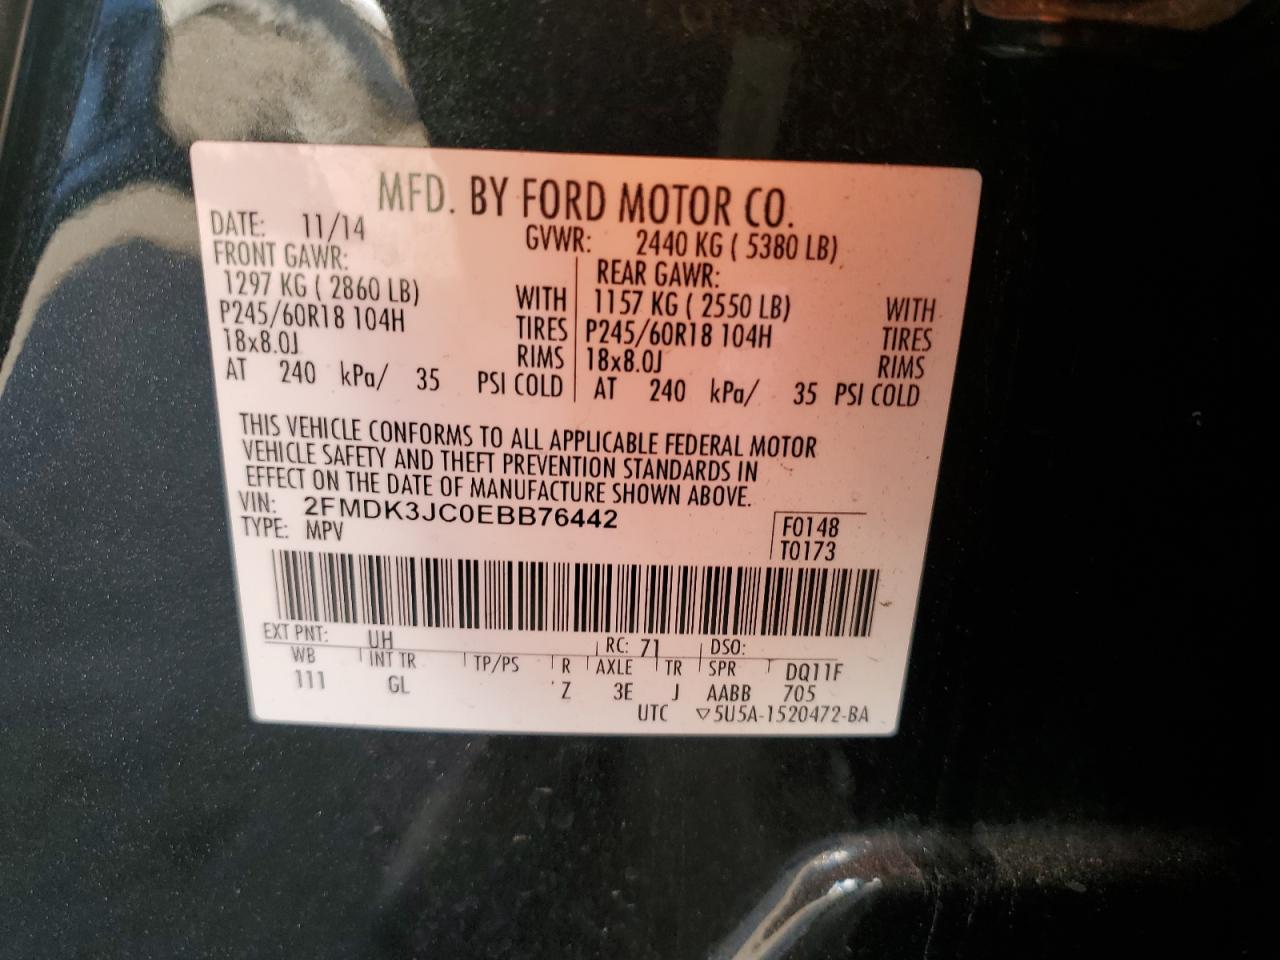 MFD. BY FORD MOTOR CO.
DATE: 11/14 GVWR: 2440 KG ( 5380 LB)
FRONT GAWR: REAR GAWR:
1297 KG ( 2860 LB) WITH 1157 KG ( 2550 LB) WITH
P245/60R18 104H TIRES P245/60R18 104H TIRES
18x8.0J RIMS 18x8.0J RIMS
AT 240 kPa/ 35 PSI COLD AT 240 kPa/ 35 PSI COLD
THIS VEHICLE CONFORMS TO ALL APPLICABLE FEDERAL MOTOR
VEHICLE SAFETY AND THEFT PREVENTION STANDARDS IN
EFFECT ON THE DATE OF MANUFACTURE SHOWN ABOVE.
VIN: 2FMDK3JC0EBB76442 F0148
TYPE: MPV T0173
EXT PNT: UH RC: 71 DSO:
WB INT TR TP/PS R AXLE TR SPR DQ11F
111 GL Z 3E J AABB 705
UTC ▽5U5A-1520472-BA